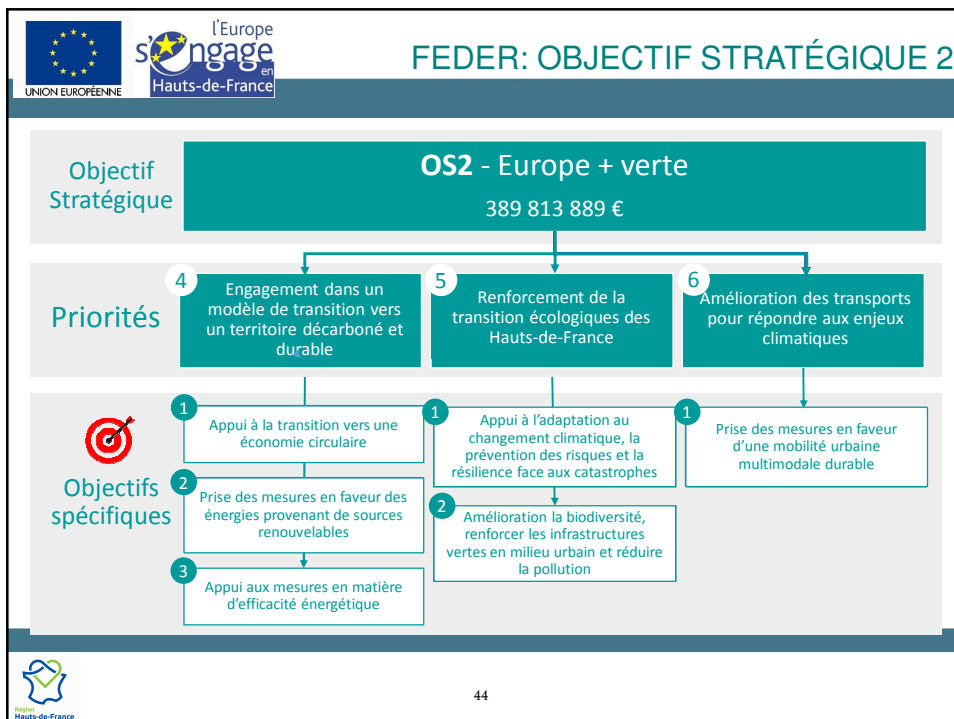 UNION EUROPÉENNE
l'Europe
s'engage
en
Hauts-de-France
FEDER: OBJECTIF STRATÉGIQUE 2
Objectif
Stratégique
OS2 - Europe + verte
389 813 889 €
Priorités
4
Engagement dans un
modèle de transition vers
un territoire décarboné et
durable
5
Renforcement de la
transition écologiques des
Hauts-de-France
6
Amélioration des transports
pour répondre aux enjeux
climatiques
Objectifs
spécifiques
1
Appui à la transition vers une
économie circulaire
2
Prise des mesures en faveur des
énergies provenant de sources
renouvelables
3
Appui aux mesures en matière
d'efficacité énergétique
1
Appui à l'adaptation au
changement climatique, la
prévention des risques et la
résilience face aux catastrophes
2
Amélioration la biodiversité,
renforcer les infrastructures
vertes en milieu urbain et réduire
la pollution
1
Prise des mesures en faveur
d'une mobilité urbaine
multimodale durable
Région
Hauts-de-France
44